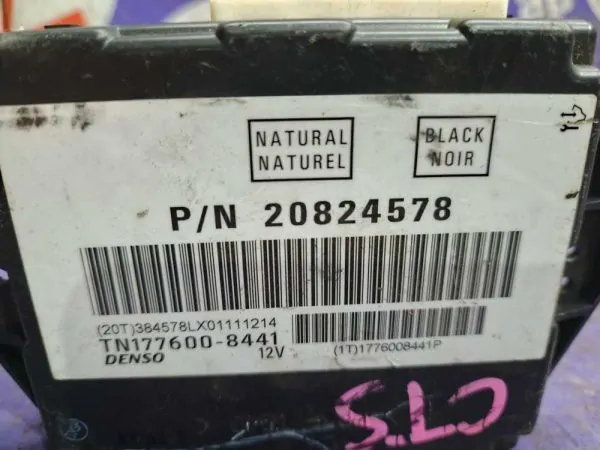 NATURAL
NATUREL
BLACK
NOIR
P/N 20824578
(20T)384578LX01111214
TN177600-8441
DENSO 12V
(1T)1776008441P
CTS